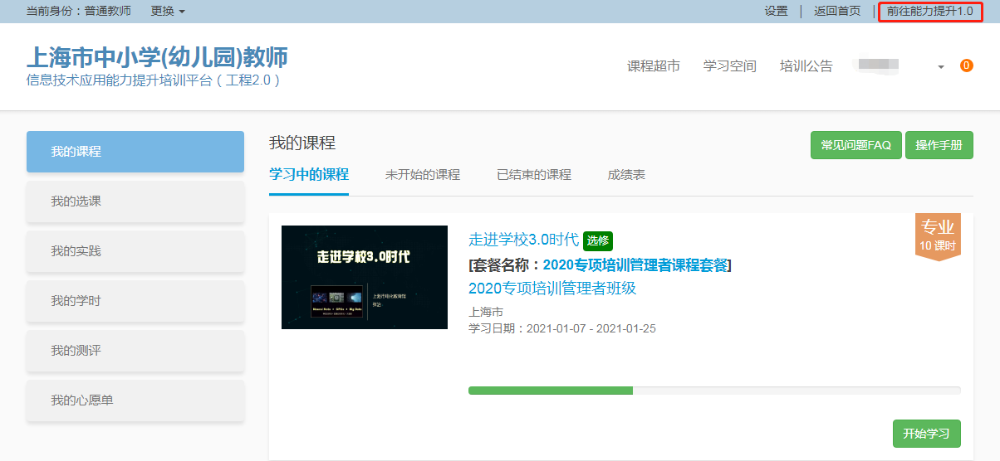 当前身份：普通教师 更换 设置 | 返回首页 | 前往能力提升1.0
上海市中小学(幼儿园)教师
信息技术应用能力提升培训平台（工程2.0）
课程超市 学习空间 培训公告 0
我的课程
我的选课
我的实践
我的学时
我的测评
我的心愿单
我的课程
常见问题FAQ 操作手册
学习中的课程 未开始的课程 已结束的课程 成绩表
走进学校3.0时代
走进学校3.0时代 选修
[套餐名称：2020专项培训管理者课程套餐]
2020专项培训管理者班级
上海市
学习日期：2021-01-07 - 2021-01-25
专业
10 课时
开始学习